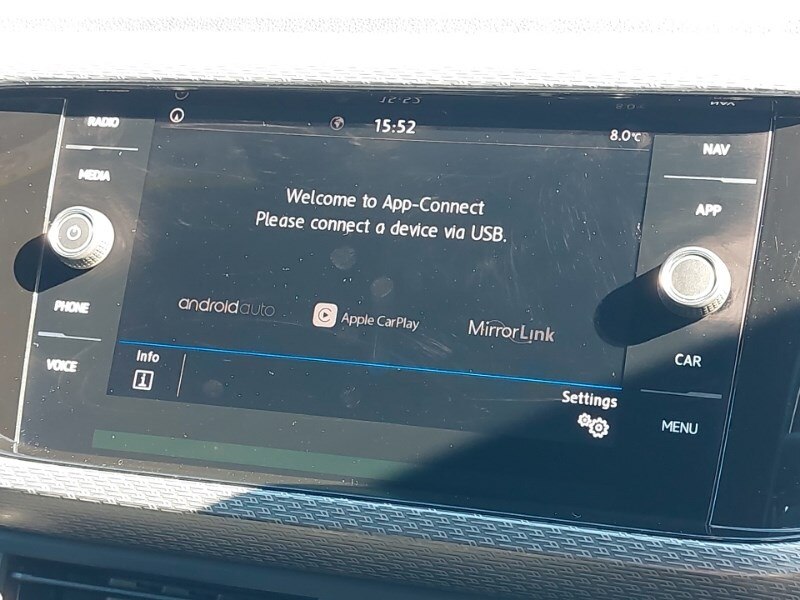 15:52
8.0°C
RADIO
MEDIA
PHONE
VOICE
Welcome to App-Connect
Please connect a device via USB.
androidauto
Apple CarPlay
MirrorLink
Info
i
Settings
NAV
APP
CAR
MENU